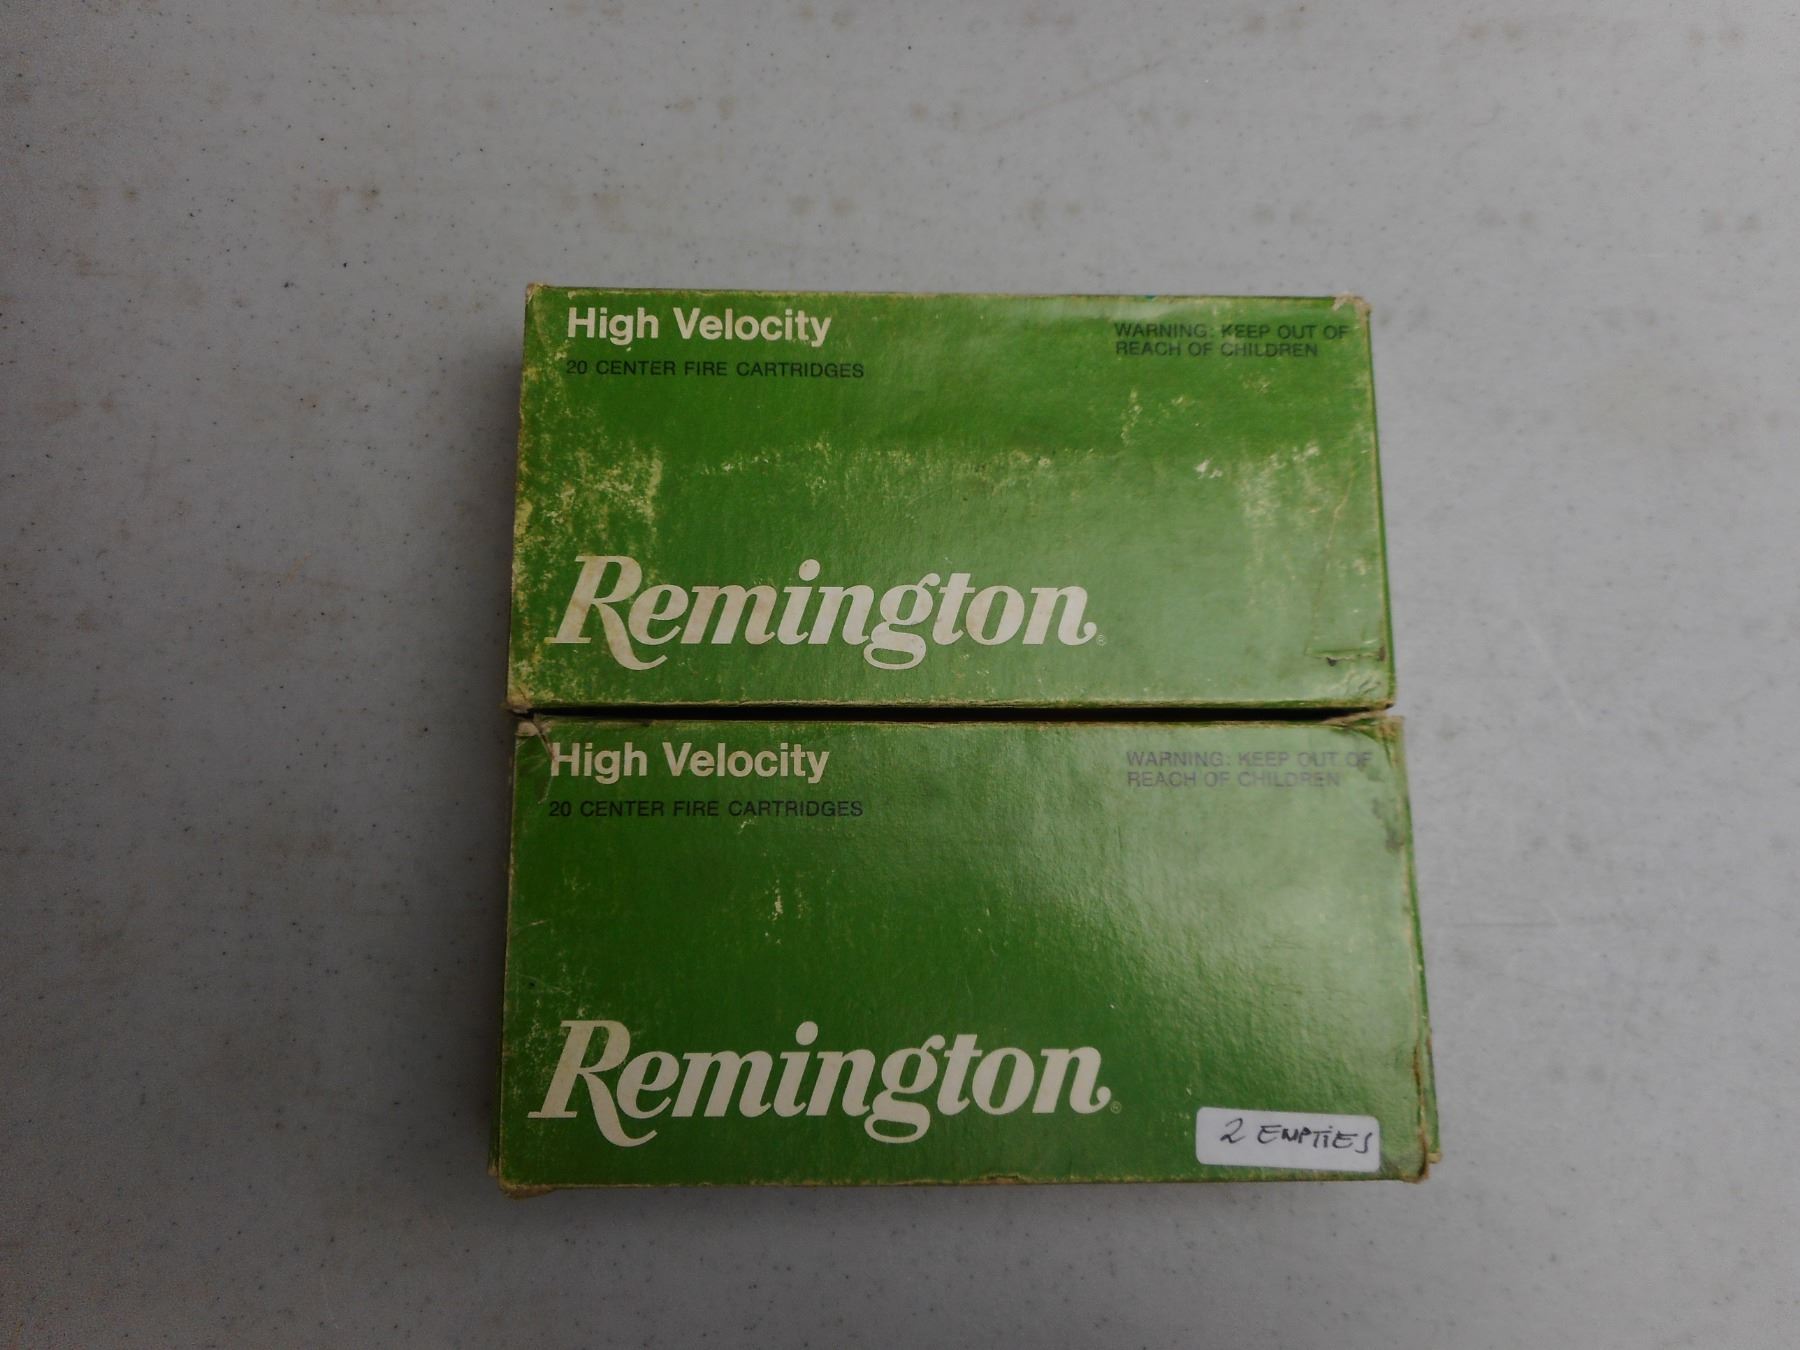 High Velocity
20 CENTER FIRE CARTRIDGES
WARNING: KEEP OUT OF
REACH OF CHILDREN
Remington®
High Velocity
20 CENTER FIRE CARTRIDGES
WARNING: KEEP OUT OF
REACH OF CHILDREN
Remington®
2 EMPTIES